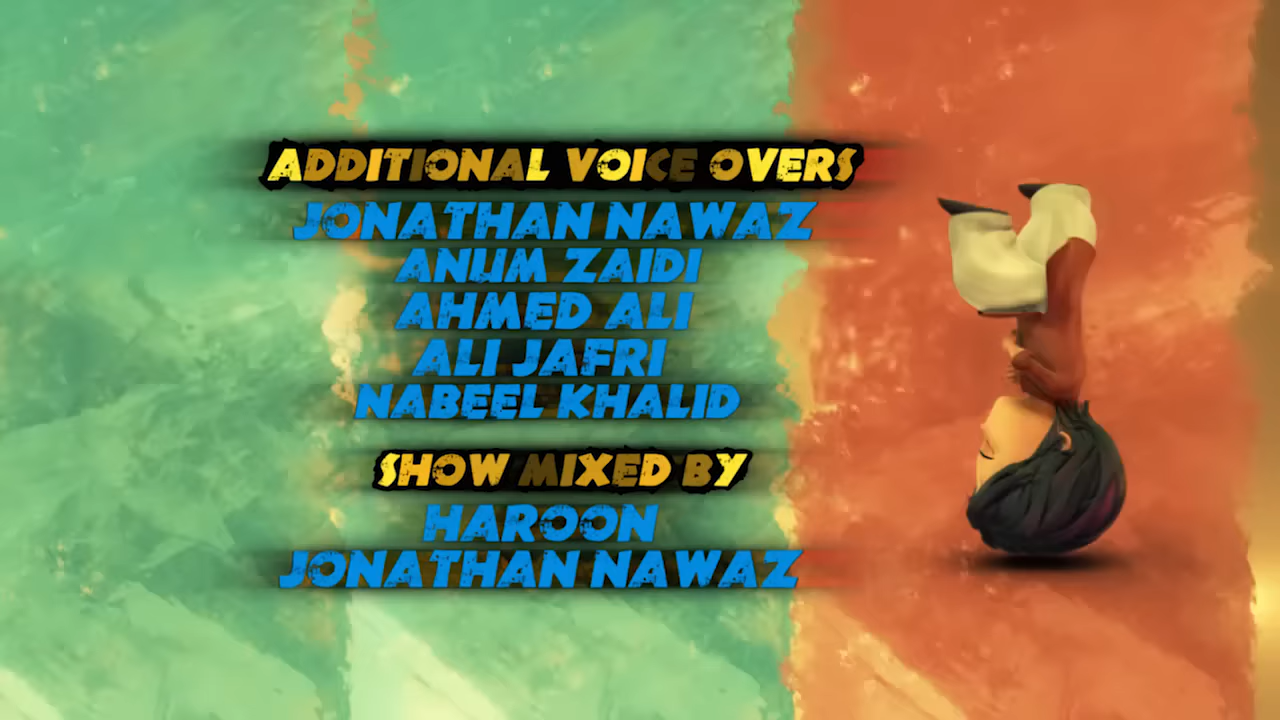 ADDITIONAL VOICE OVERS
JONATHAN NAWAZ
ANUM ZAIDI
AHMED ALI
ALI JAFRI
NABEEL KHALID
SHOW MIXED BY
HAROON
JONATHAN NAWAZ